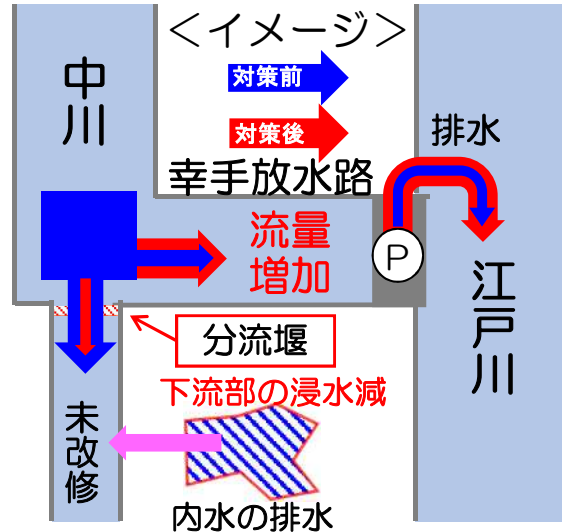 ＜イメージ＞
中川
対策前
対策後
排水
幸手放水路
流量
増加
P
江戸川
分流堰
下流部の浸水減
未改修
内水の排水